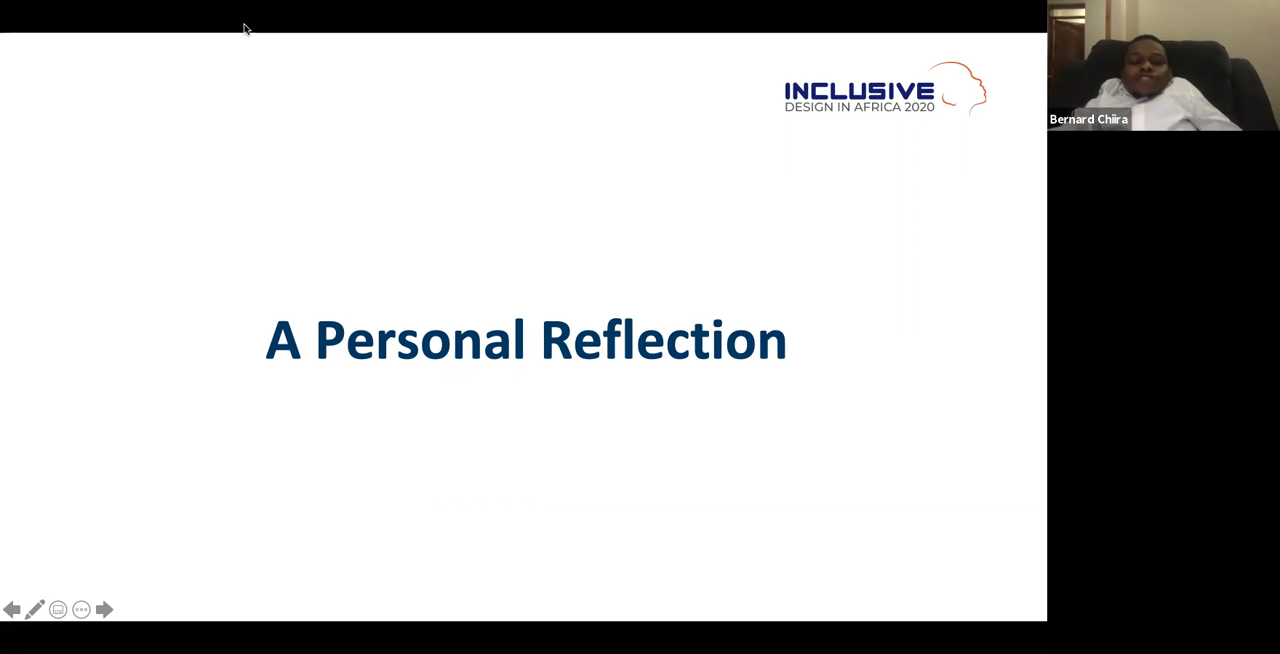 INCLUSIVE
DESIGN IN AFRICA 2020
Bernard Chiira
A Personal Reflection